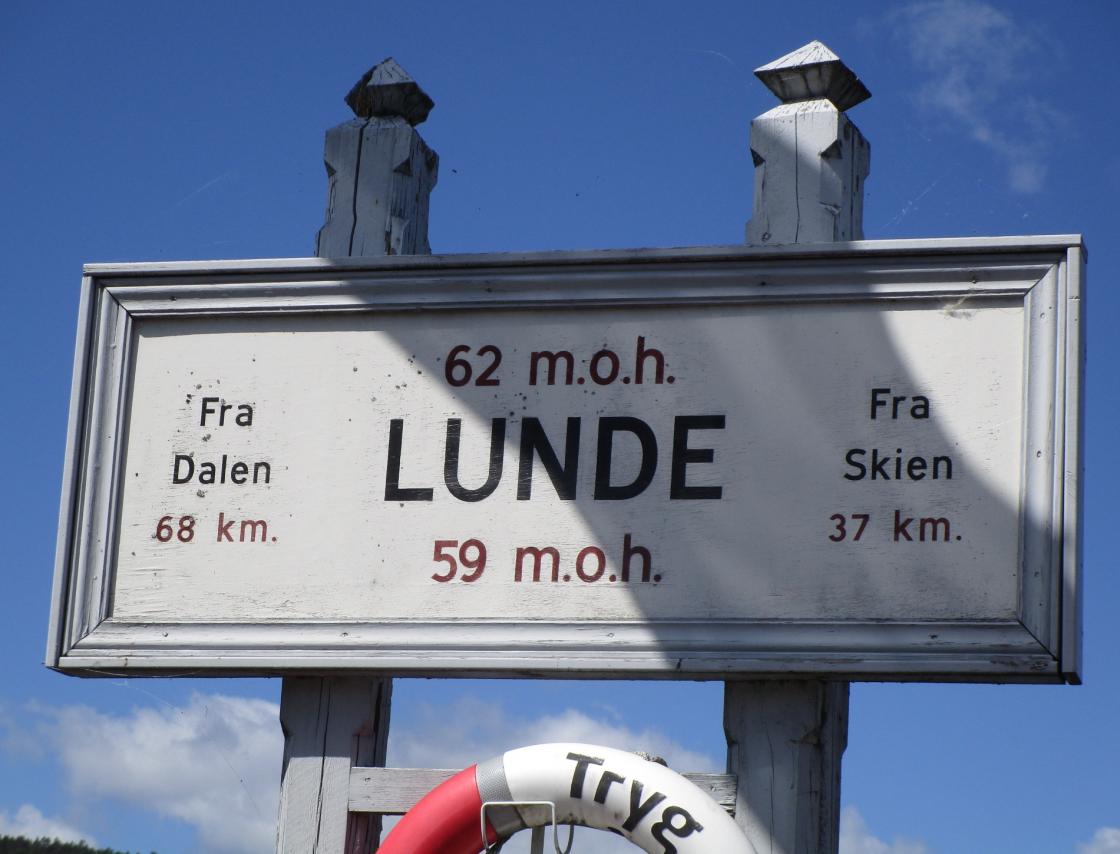 62 m.o.h.
Fra
Dalen
68 km.
LUNDE
Fra
Skien
37 km.
59 m.o.h.
Tryg